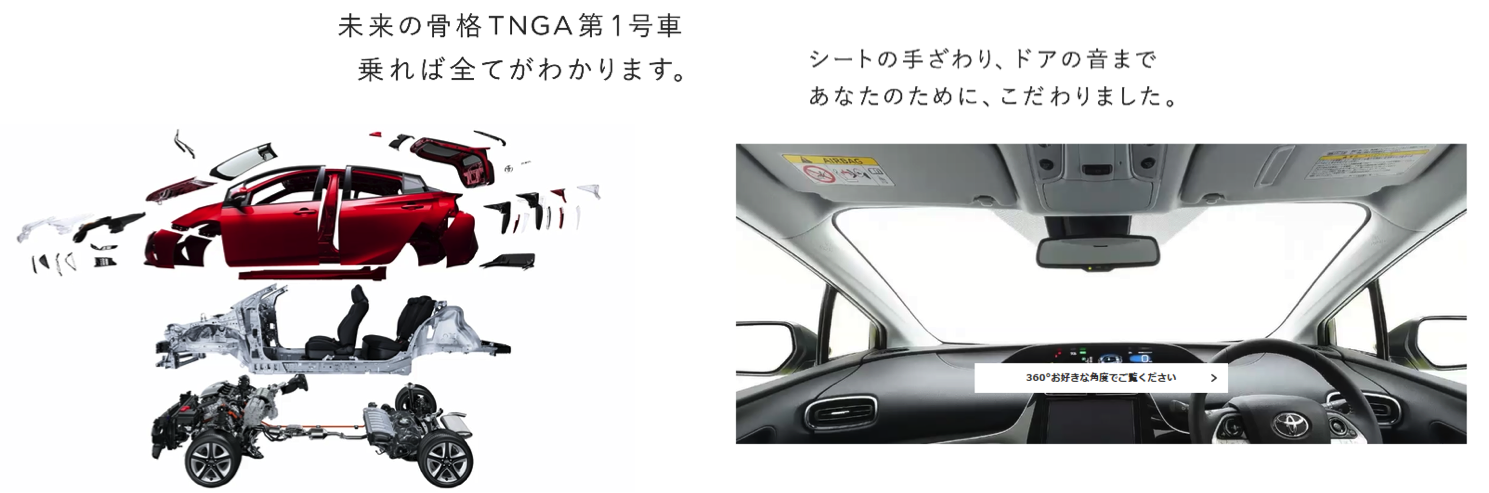 未来の骨格TNGA第1号車
乗れば全てがわかります。
シートの手ざわり、ドアの音まで
あなたのために、こだわりました。
AIRBAG
360°お好きな角度でご覧ください